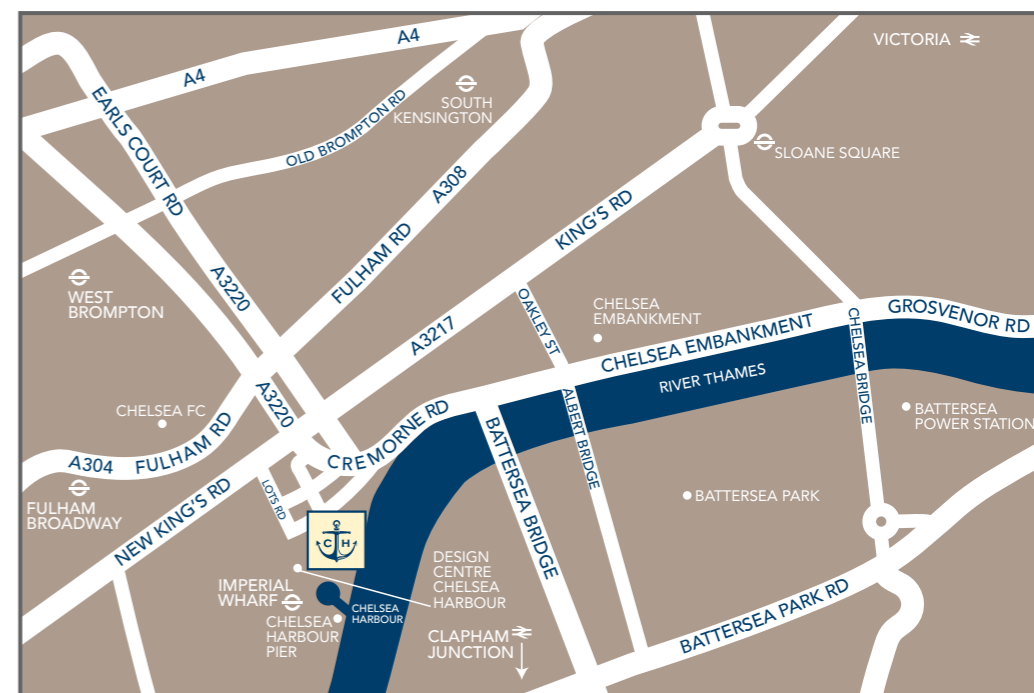 A4
A4
VICTORIA
EARLS COURT RD
SOUTH
KENSINGTON
OLD BROMPTON RD
SLOANE SQUARE
A308
FULHAM RD
KING'S RD
WEST
BROMPTON
A3220
A3217
OAKLEY ST
CHELSEA
EMBANKMENT
CHELSEA EMBANKMENT
GROSVENOR RD
CHELSEA BRIDGE
RIVER THAMES
A3220
CHELSEA FC
ALBERT BRIDGE
BATTERSEA
POWER STATION
A304
FULHAM RD
CREMORNE RD
BATTERSEA BRIDGE
FULHAM
BROADWAY
NEW KING'S RD
LOTS RD
BATTERSEA PARK
C H
DESIGN
CENTRE
CHELSEA
HARBOUR
IMPERIAL
WHARF
CHELSEA
HARBOUR
CHELSEA
HARBOUR
PIER
CLAPHAM
JUNCTION
BATTERSEA PARK RD